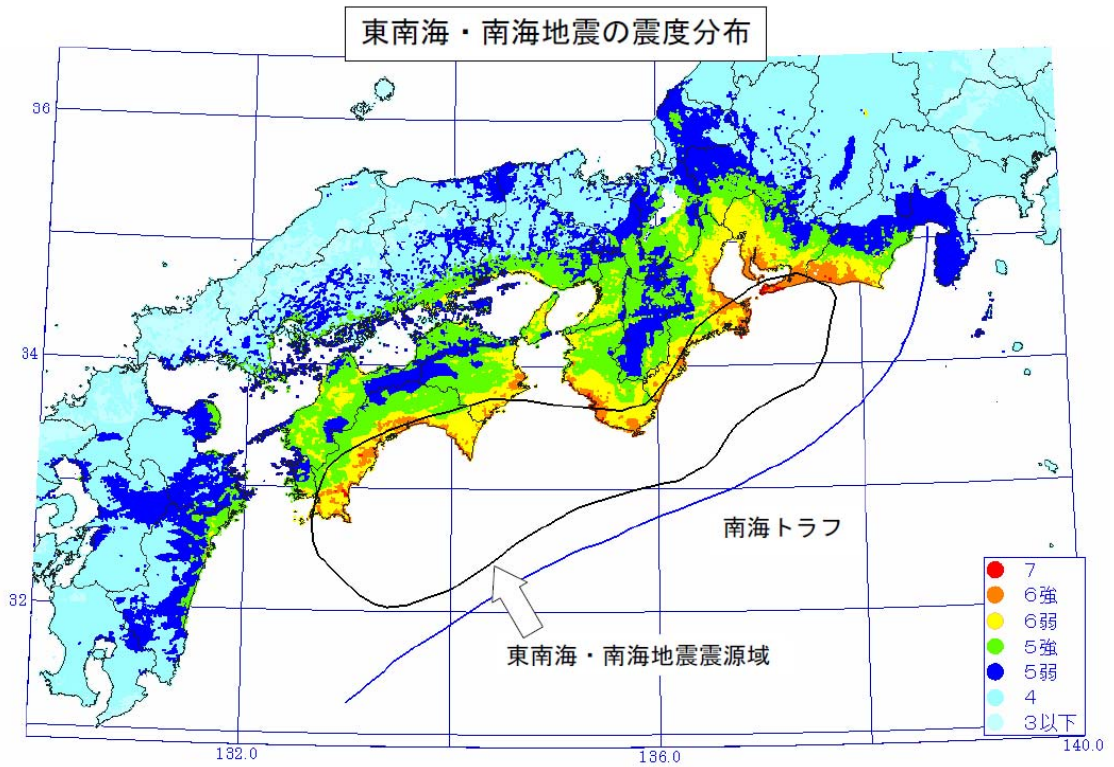 東南海・南海地震の震度分布
36
34
32
南海トラフ
東南海・南海地震震源域
7
6強
6弱
5強
5弱
4
3以下
132.0
136.0
140.0